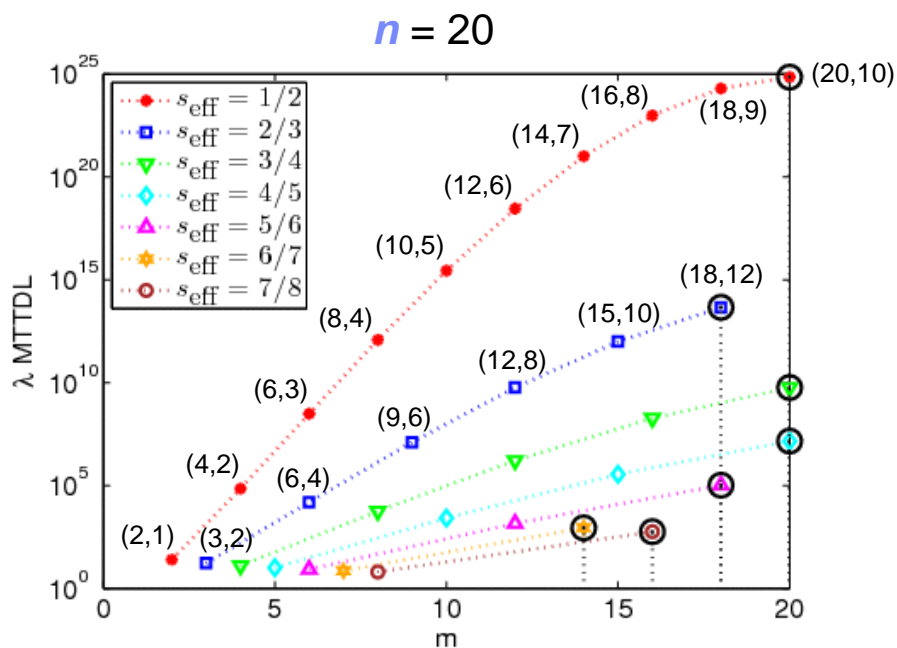 n = 20
10^25
10^20
10^15
10^10
10^5
10^0
λ MTTDL
s_eff = 1/2
s_eff = 2/3
s_eff = 3/4
s_eff = 4/5
s_eff = 5/6
s_eff = 6/7
s_eff = 7/8
(20,10)
(16,8)
(18,9)
(14,7)
(12,6)
(10,5)
(18,12)
(8,4)
(15,10)
(12,8)
(6,3)
(9,6)
(4,2)
(6,4)
(2,1)
(3,2)
0 5 10 15 20
m